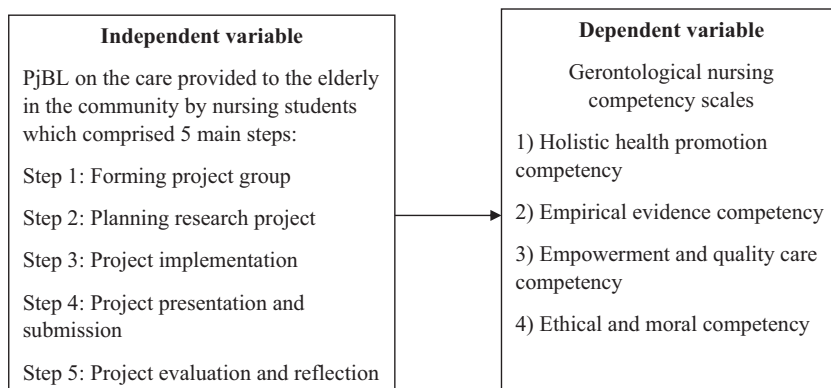 Independent variable
PjBL on the care provided to the elderly
in the community by nursing students
which comprised 5 main steps:
Step 1: Forming project group
Step 2: Planning research project
Step 3: Project implementation
Step 4: Project presentation and
submission
Step 5: Project evaluation and reflection
Dependent variable
Gerontological nursing
competency scales
1) Holistic health promotion
competency
2) Empirical evidence competency
3) Empowerment and quality care
competency
4) Ethical and moral competency